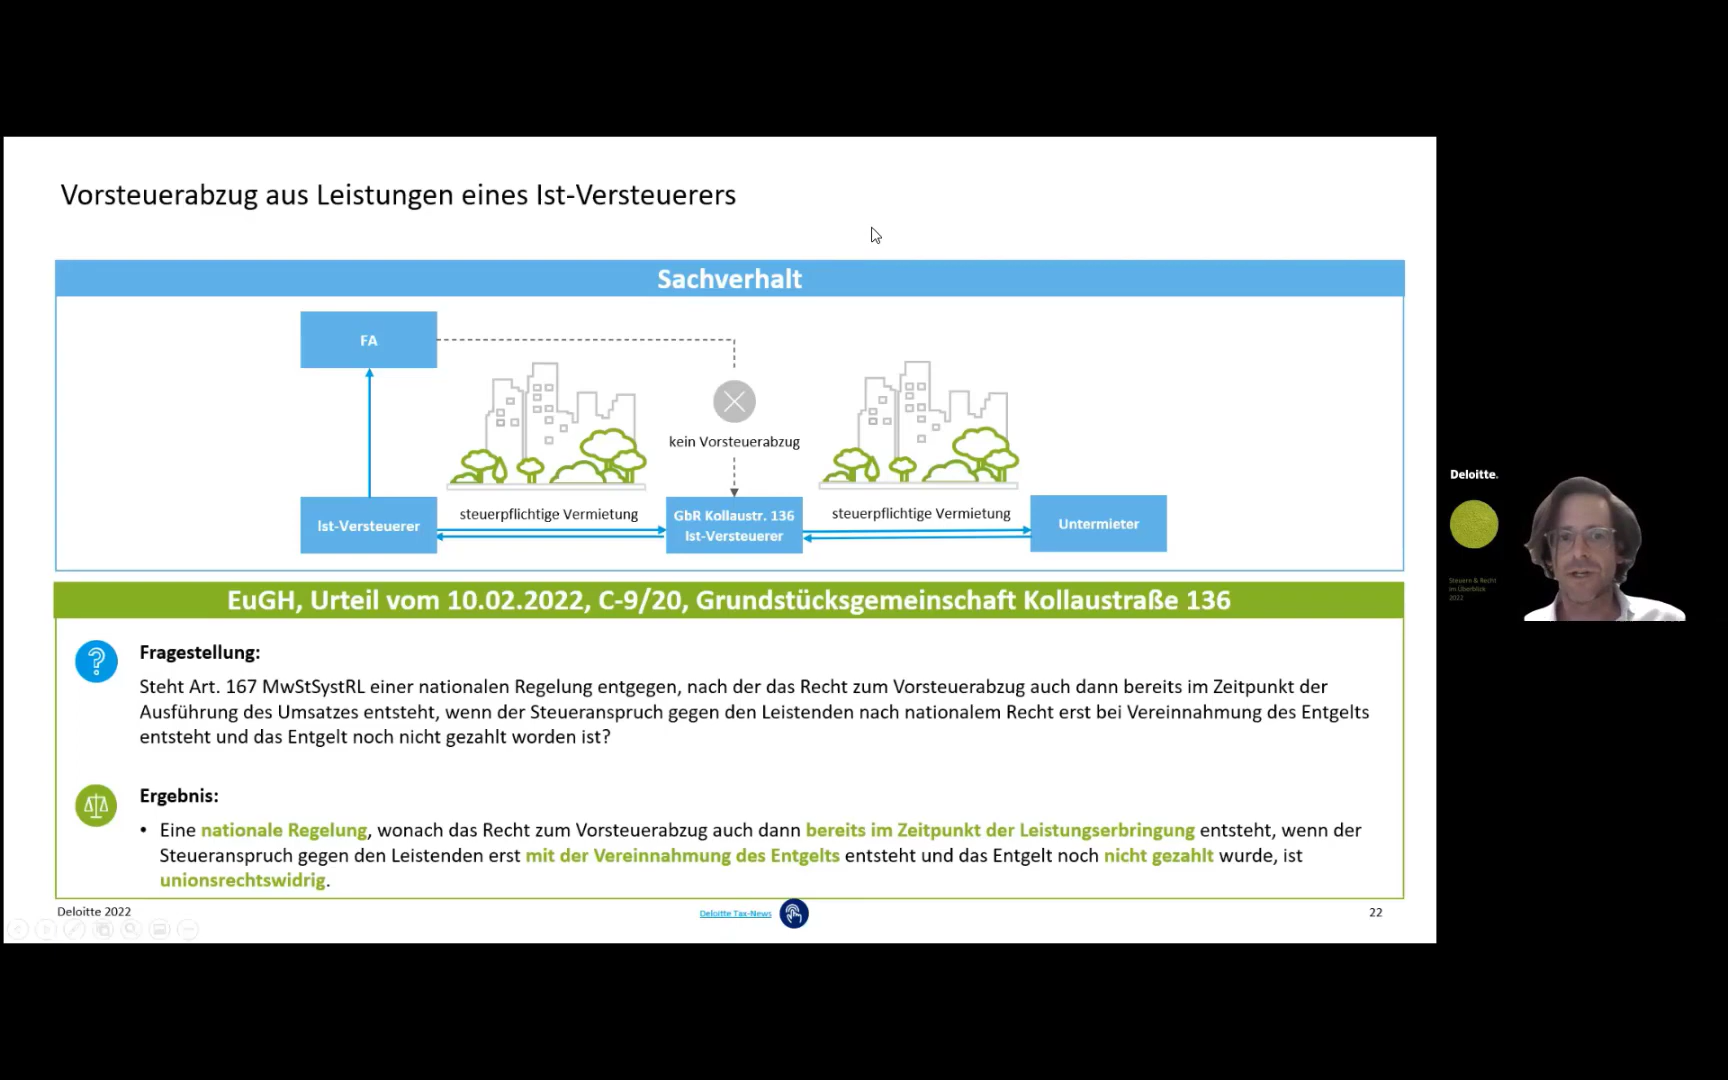 Vorsteuerabzug aus Leistungen eines Ist-Versteuerers
Sachverhalt
FA
kein Vorsteuerabzug
Ist-Versteuerer
steuerpflichtige Vermietung
GbR Kollaustr. 136
Ist-Versteuerer
steuerpflichtige Vermietung
Untermieter
EuGH, Urteil vom 10.02.2022, C-9/20, Grundstücksgemeinschaft Kollaustraße 136
Fragestellung:
Steht Art. 167 MwStSystRL einer nationalen Regelung entgegen, nach der das Recht zum Vorsteuerabzug auch dann bereits im Zeitpunkt der
Ausführung des Umsatzes entsteht, wenn der Steueranspruch gegen den Leistenden nach nationalem Recht erst bei Vereinnahmung des Entgelts
entsteht und das Entgelt noch nicht gezahlt worden ist?
Ergebnis:
• Eine nationale Regelung, wonach das Recht zum Vorsteuerabzug auch dann bereits im Zeitpunkt der Leistungserbringung entsteht, wenn der
Steueranspruch gegen den Leistenden erst mit der Vereinnahmung des Entgelts entsteht und das Entgelt noch nicht gezahlt wurde, ist
unionsrechtswidrig.
Deloitte 2022
Deloitte Tax-News
22
Deloitte.
Steuern & Recht
im Überblick
2022